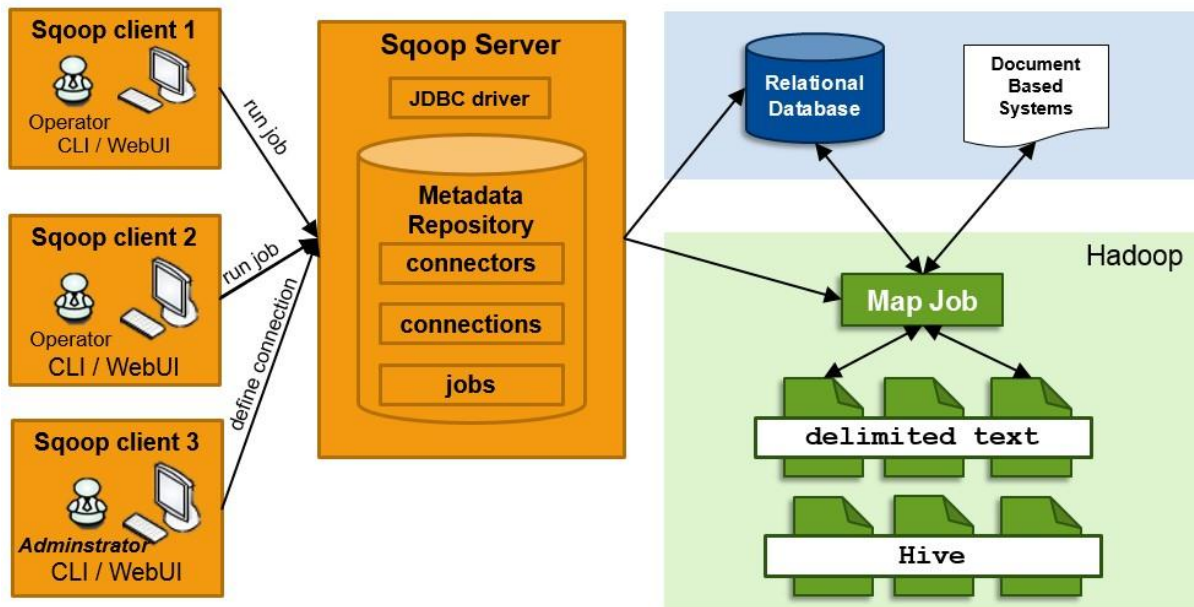 Sqoop client 1
Operator
CLI / WebUI
run job
Sqoop client 2
Operator
CLI / WebUI
run job
Sqoop client 3
Adminstrator
CLI / WebUI
define connection
Sqoop Server
JDBC driver
Metadata
Repository
connectors
connections
jobs
Relational
Database
Document
Based
Systems
Hadoop
Map Job
delimited text
Hive